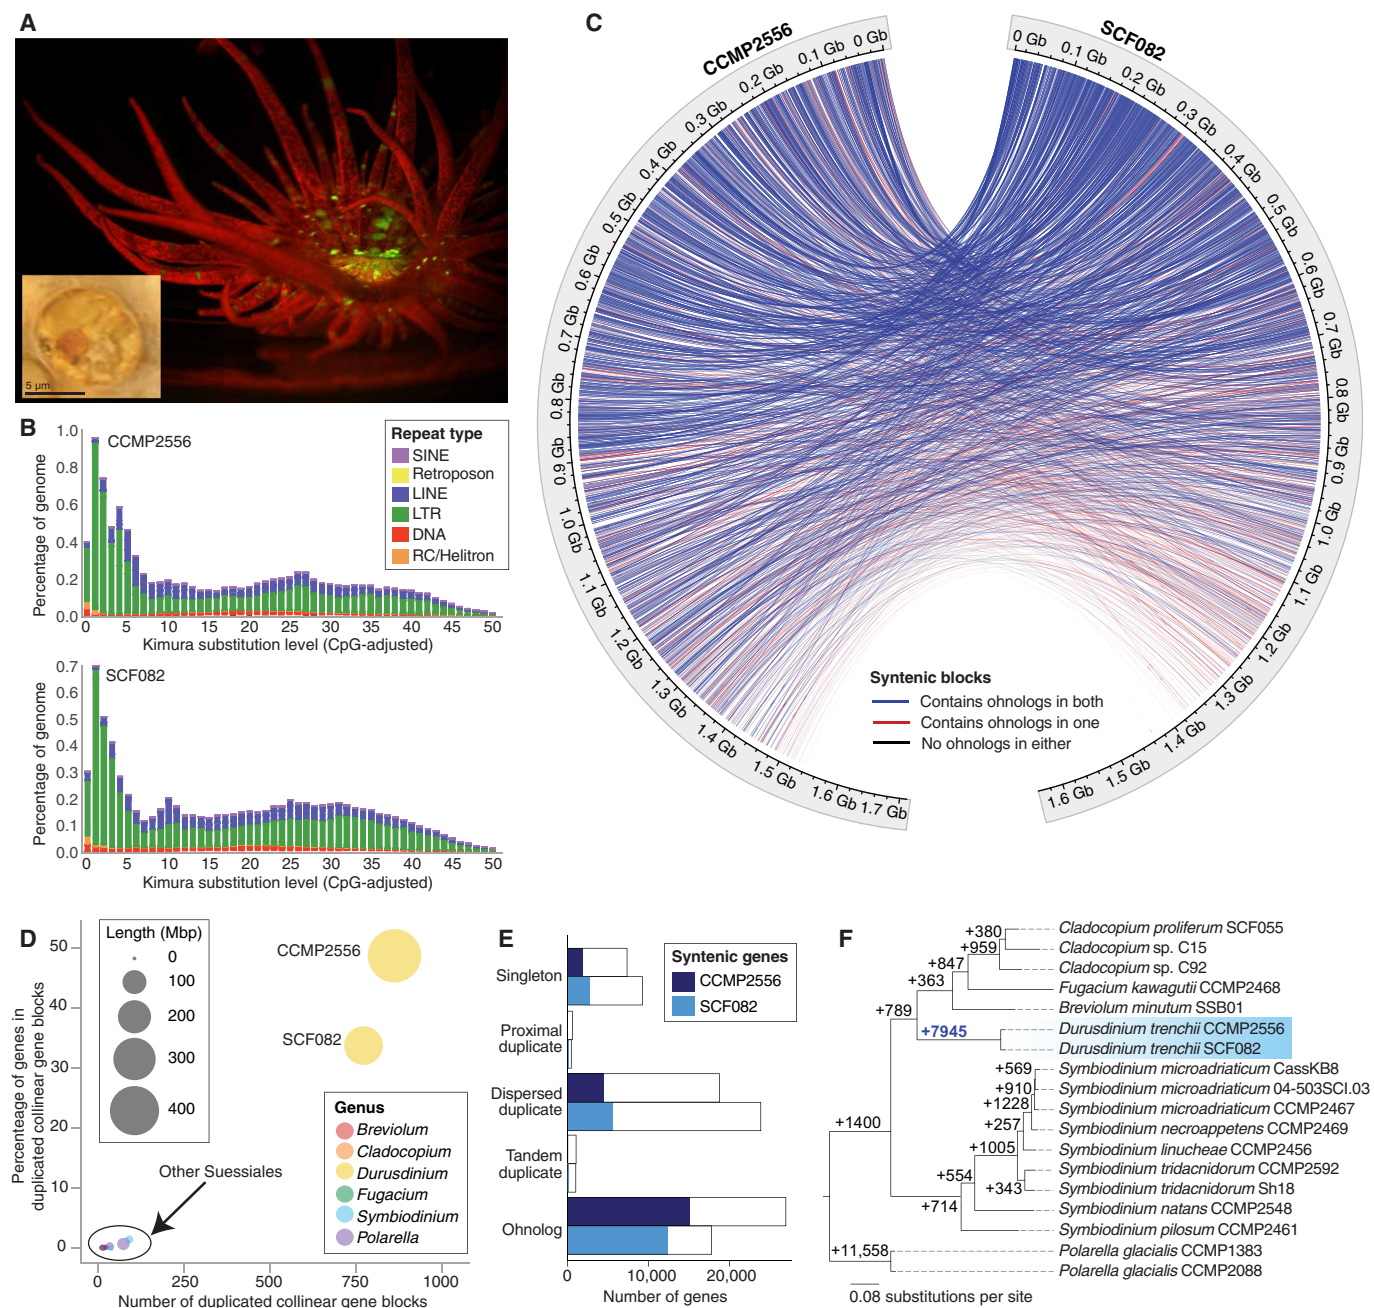 A
5 µm
B
CCMP2556
Percentage of genome
1.0
0.8
0.6
0.4
0.2
0.0
0 5 10 15 20 25 30 35 40 45 50
Kimura substitution level (CpG-adjusted)
Repeat type
SINE
Retroposon
LINE
LTR
DNA
RC/Helitron
SCF082
Percentage of genome
0.7
0.6
0.5
0.4
0.3
0.2
0.1
0.0
0 5 10 15 20 25 30 35 40 45 50
Kimura substitution level (CpG-adjusted)
C
CCMP2556
0 Gb
0.1 Gb
0.2 Gb
0.3 Gb
0.4 Gb
0.5 Gb
0.6 Gb
0.7 Gb
0.8 Gb
0.9 Gb
1.0 Gb
1.1 Gb
1.2 Gb
1.3 Gb
1.4 Gb
1.5 Gb
1.6 Gb
1.7 Gb
SCF082
0 Gb
0.1 Gb
0.2 Gb
0.3 Gb
0.4 Gb
0.5 Gb
0.6 Gb
0.7 Gb
0.8 Gb
0.9 Gb
1.0 Gb
1.1 Gb
1.2 Gb
1.3 Gb
1.4 Gb
1.5 Gb
1.6 Gb
Syntenic blocks
Contains ohnologs in both
Contains ohnologs in one
No ohnologs in either
D
Penteage of genes in
duplicated collinear gene blocks
50
40
30
20
10
0
Length (Mbp)
0
100
200
300
400
CCMP2556
SCF082
Other Suessiales
Genus
Breviolum
Cladocopium
Durusdinium
Fugacium
Symbiodinium
Polarella
0 250 500 750 1000
Number of duplicated collinear gene blocks
E
Singleton
Proximal
duplicate
Dispersed
duplicate
Tandem
duplicate
Ohnolog
Syntenic genes
CCMP2556
SCF082
0 10,000 20,000
Number of genes
F
+380
+959
+847
+363
+789
+7945
+1400
+569
+910
+1228
+257
+1005
+554
+343
+714
+11,558
Cladocopium proliferum SCF055
Cladocopium sp. C15
Cladocopium sp. C92
Fugacium kawagutii CCMP2468
Breviolum minutum SSB01
Durusdinium trenchii CCMP2556
Durusdinium trenchii SCF082
Symbiodinium microadriaticum CassKB8
Symbiodinium microadriaticum 04-503SCI.03
Symbiodinium microadriaticum CCMP2467
Symbiodinium necroappetens CCMP2469
Symbiodinium linucheae CCMP2456
Symbiodinium tridacnidorum CCMP2592
Symbiodinium tridacnidorum Sh18
Symbiodinium natans CCMP2548
Symbiodinium pilosum CCMP2461
Polarella glacialis CCMP1383
Polarella glacialis CCMP2088
0.08 substitutions per site